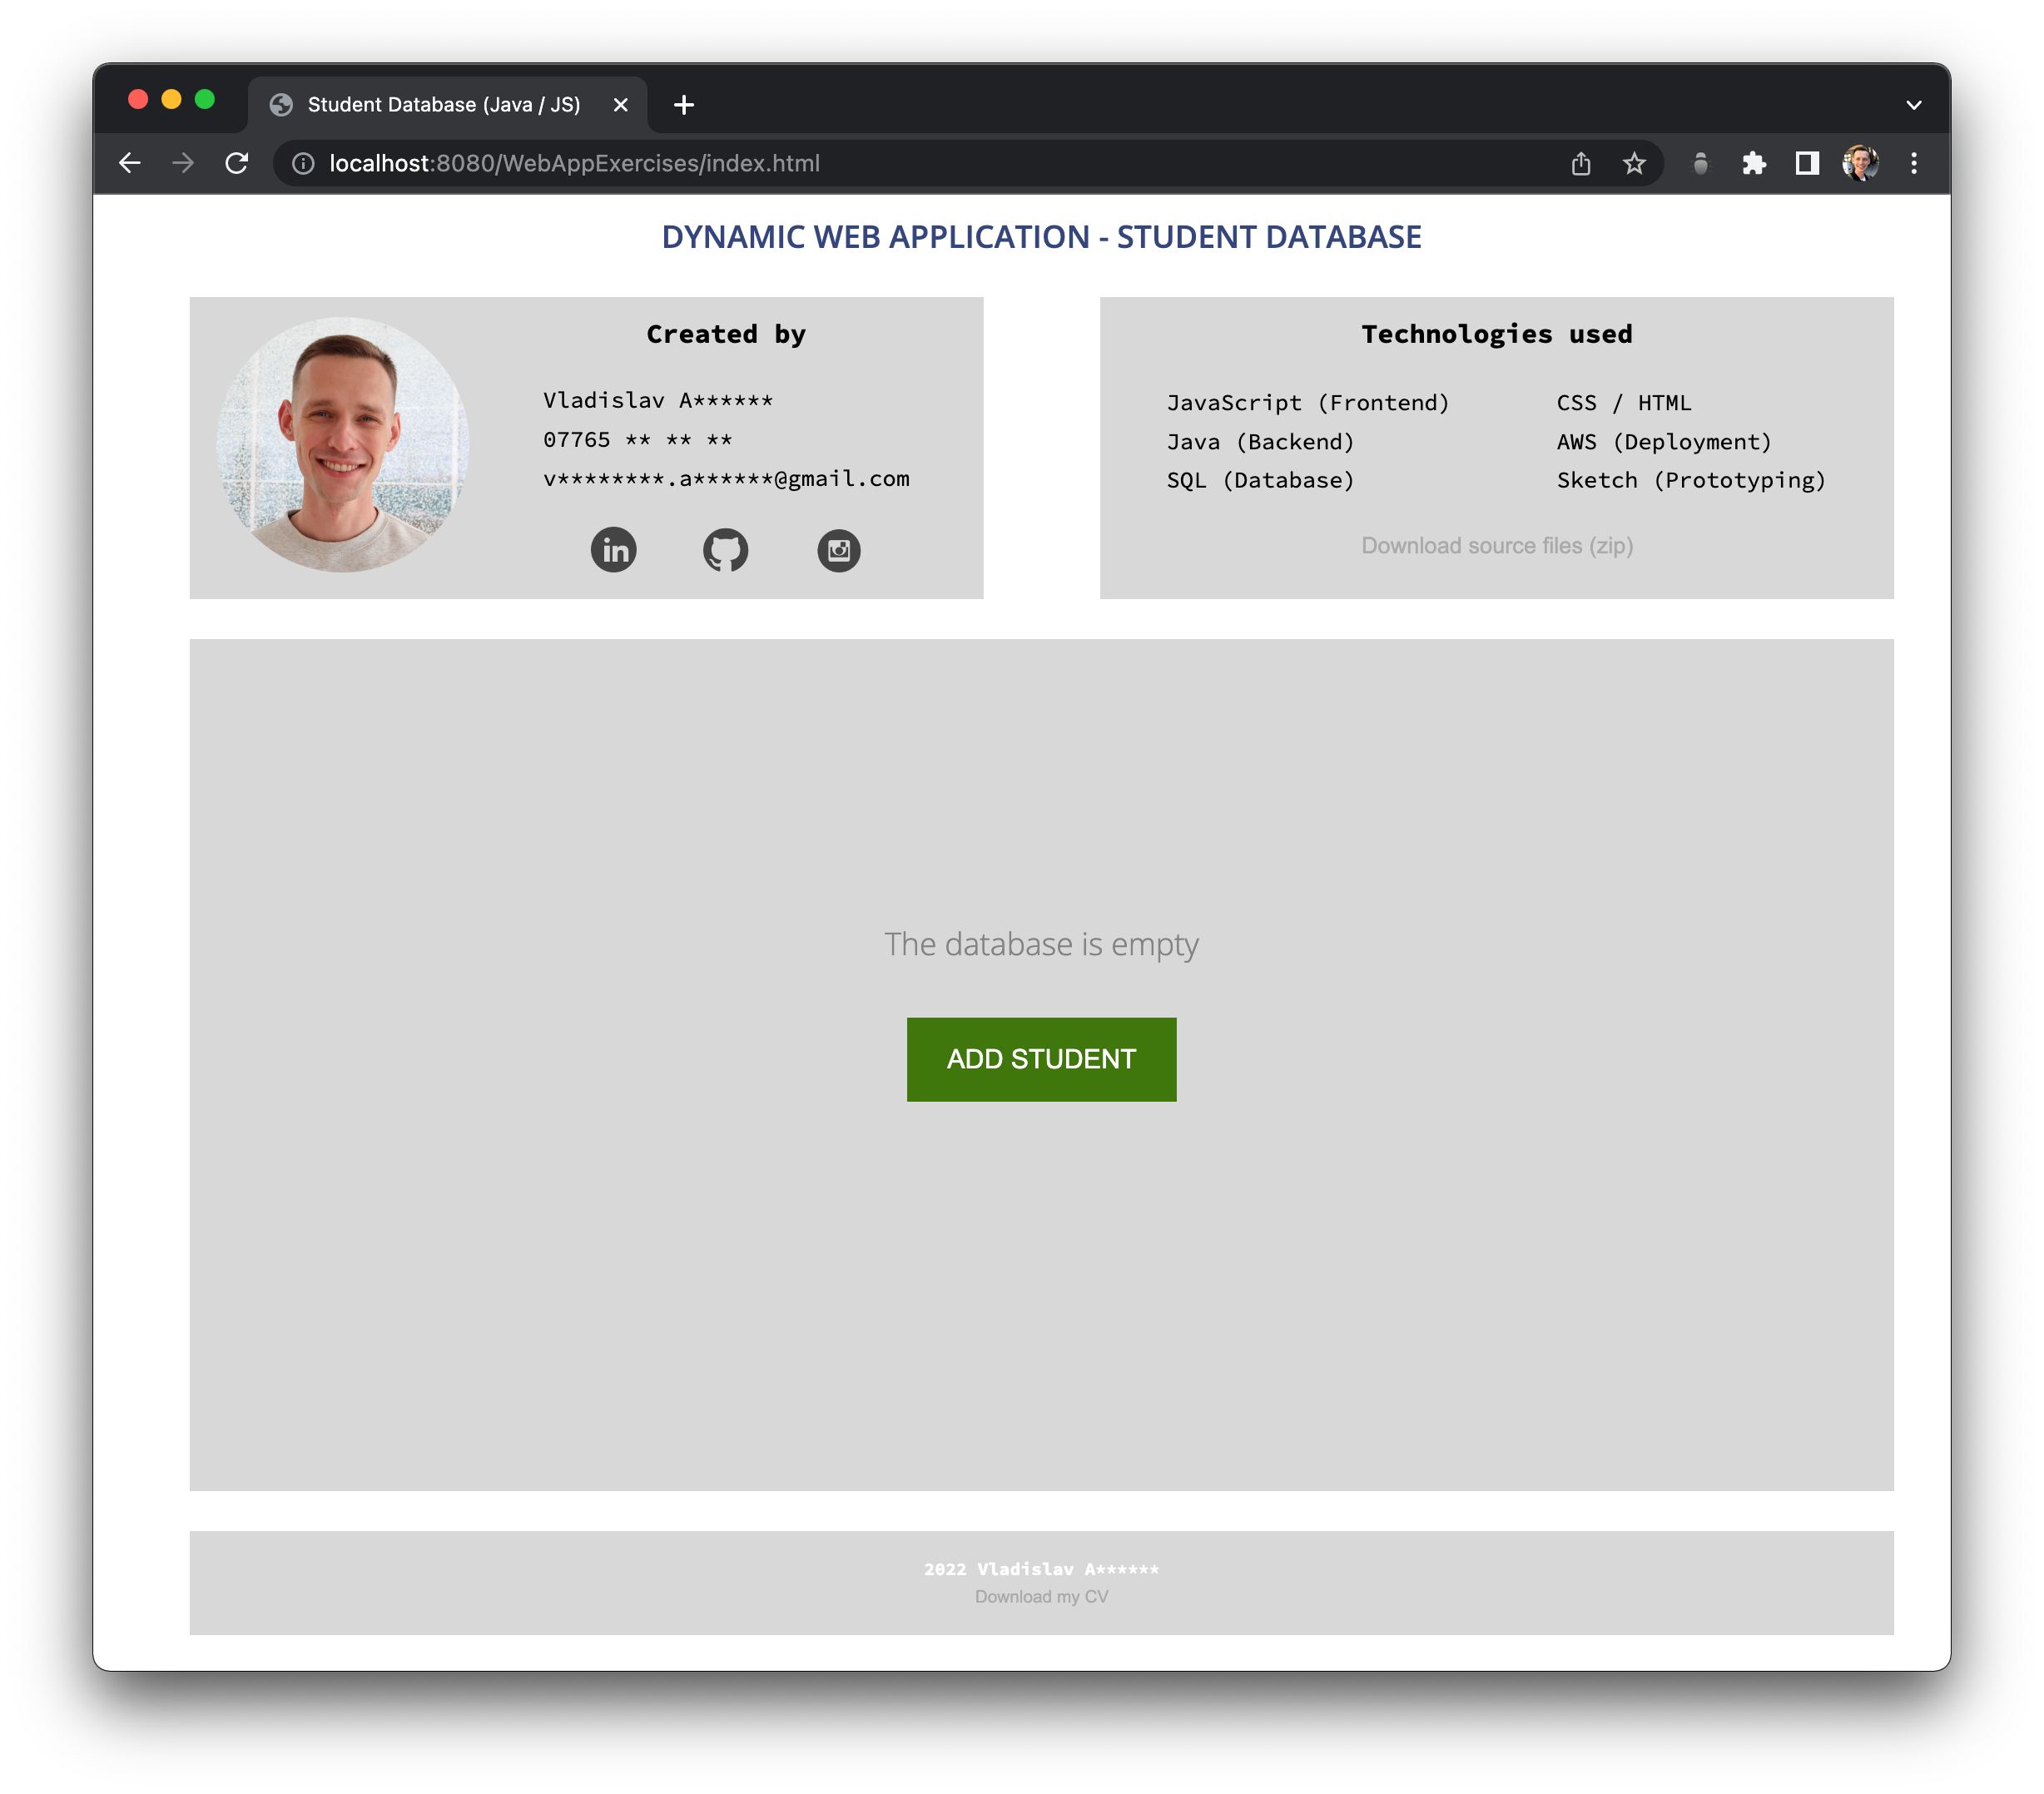 Student Database (Java / JS)
localhost:8080/WebAppExercises/index.html
DYNAMIC WEB APPLICATION - STUDENT DATABASE
Created by
Vladislav A******
07765 ** ** **
v********.a******@gmail.com
in
Technologies used
JavaScript (Frontend)
Java (Backend)
SQL (Database)
CSS / HTML
AWS (Deployment)
Sketch (Prototyping)
Download source files (zip)
The database is empty
ADD STUDENT
2022 Vladislav A******
Download my CV